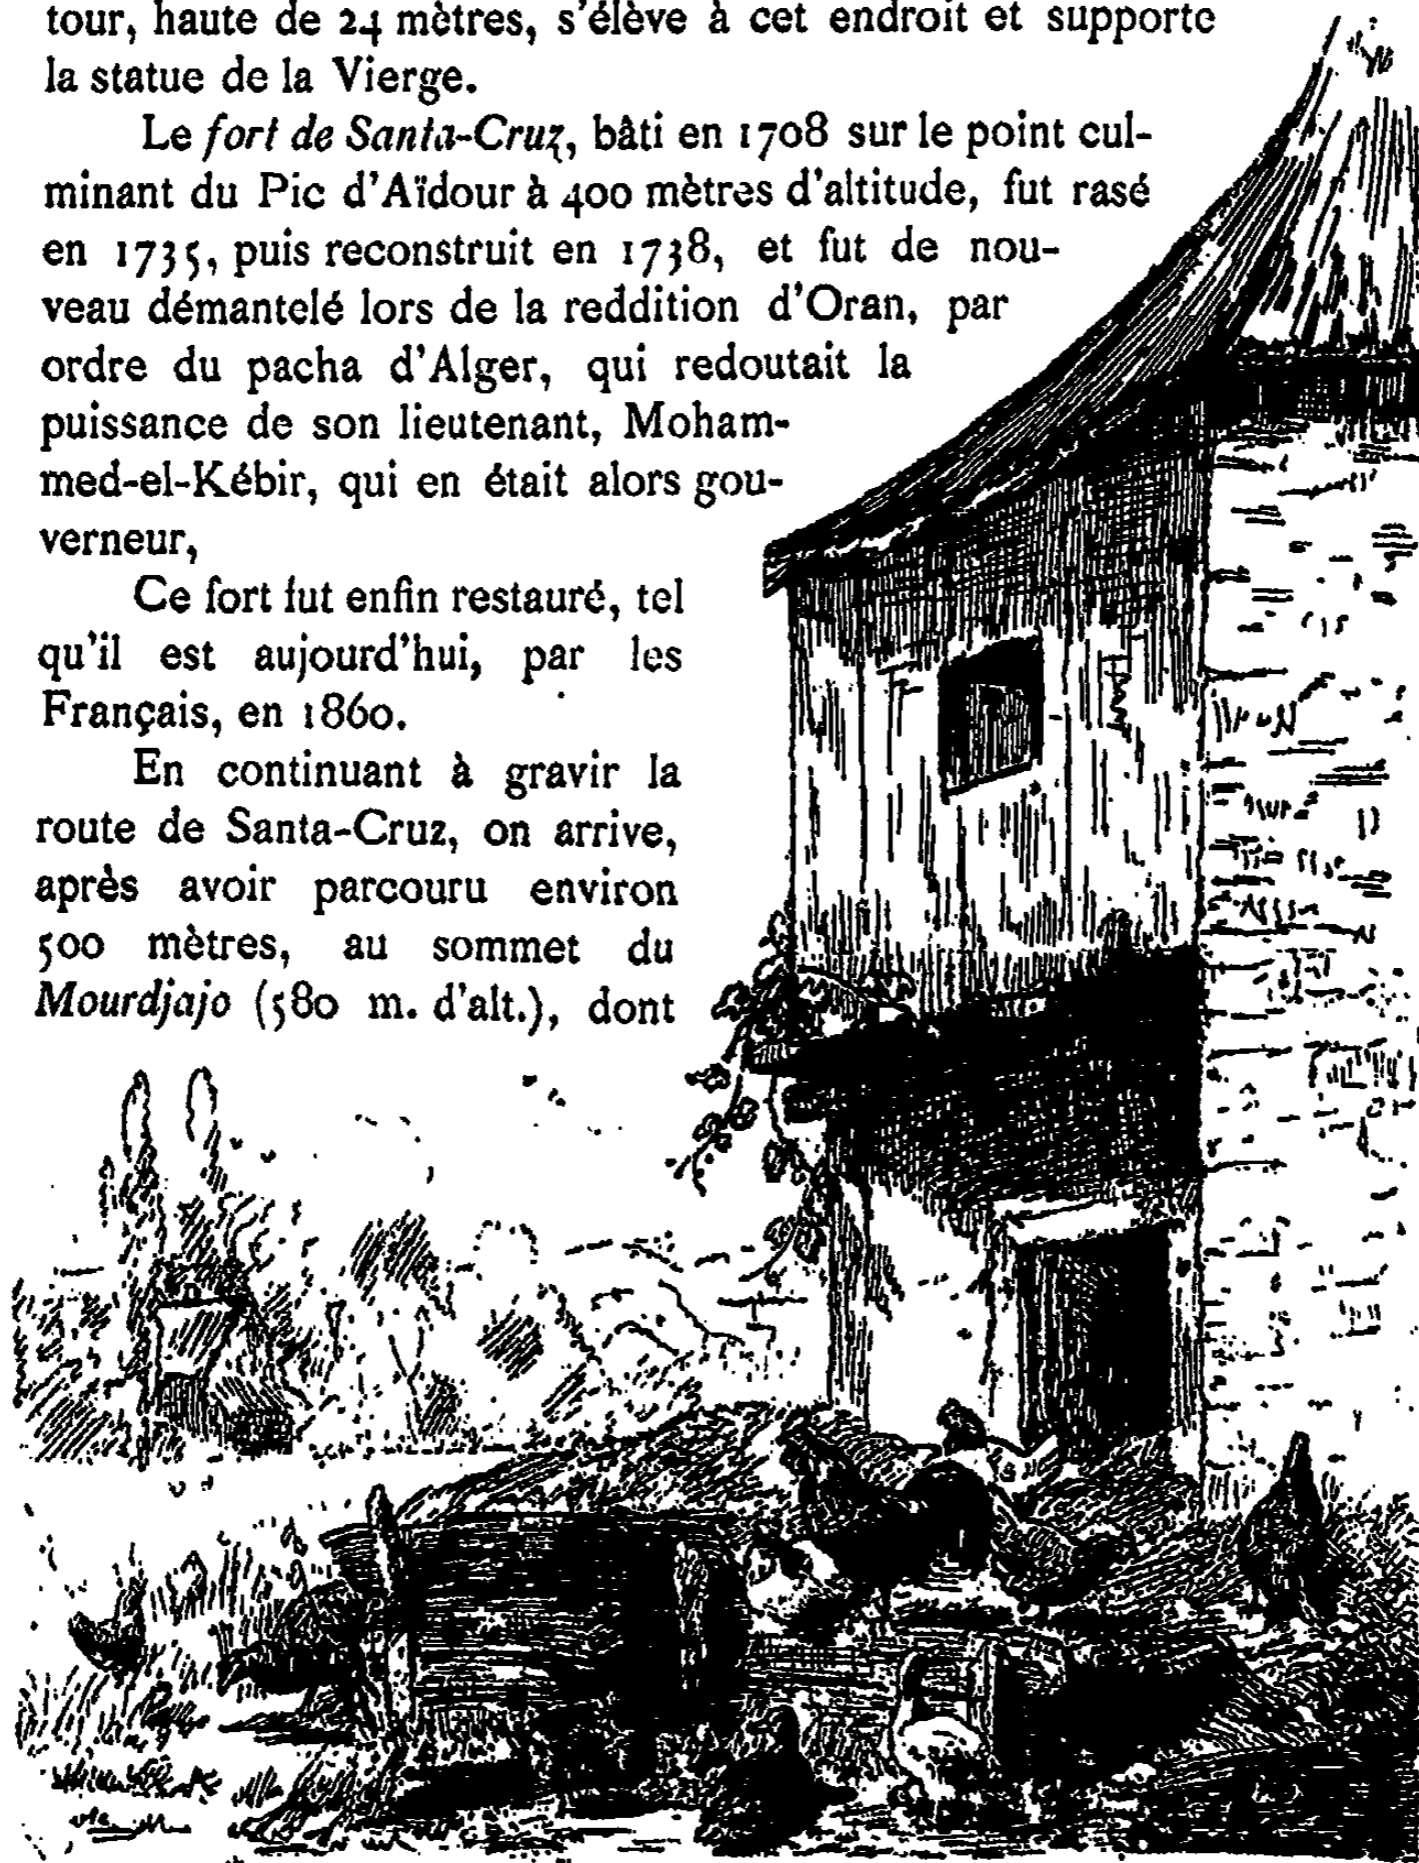 tour, haute de 24 mètres, s'élève à cet endroit et supporte
la statue de la Vierge.
Le fort de Santa-Cruz, bâti en 1708 sur le point cul-
minant du Pic d'Aïdour à 400 mètres d'altitude, fut rasé
en 1735, puis reconstruit en 1738, et fut de nou-
veau démantelé lors de la reddition d'Oran, par
ordre du pacha d'Alger, qui redoutait la
puissance de son lieutenant, Moham-
med-el-Kébir, qui en était alors gou-
verneur,
Ce fort fut enfin restauré, tel
qu'il est aujourd'hui, par les
Français, en 1860.
En continuant à gravir la
route de Santa-Cruz, on arrive,
après avoir parcouru environ
500 mètres, au sommet du
Mourdjajo (580 m. d'alt.), dont